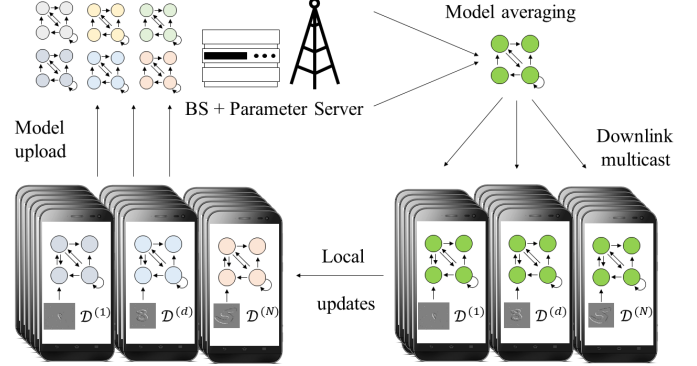 Model averaging
BS + Parameter Server
Model
upload
Downlink
multicast
Local
updates
𝒟⁽¹⁾
𝒟⁽ᵈ⁾
𝒟⁽ᴺ⁾
𝒟⁽¹⁾
𝒟⁽ᵈ⁾
𝒟⁽ᴺ⁾